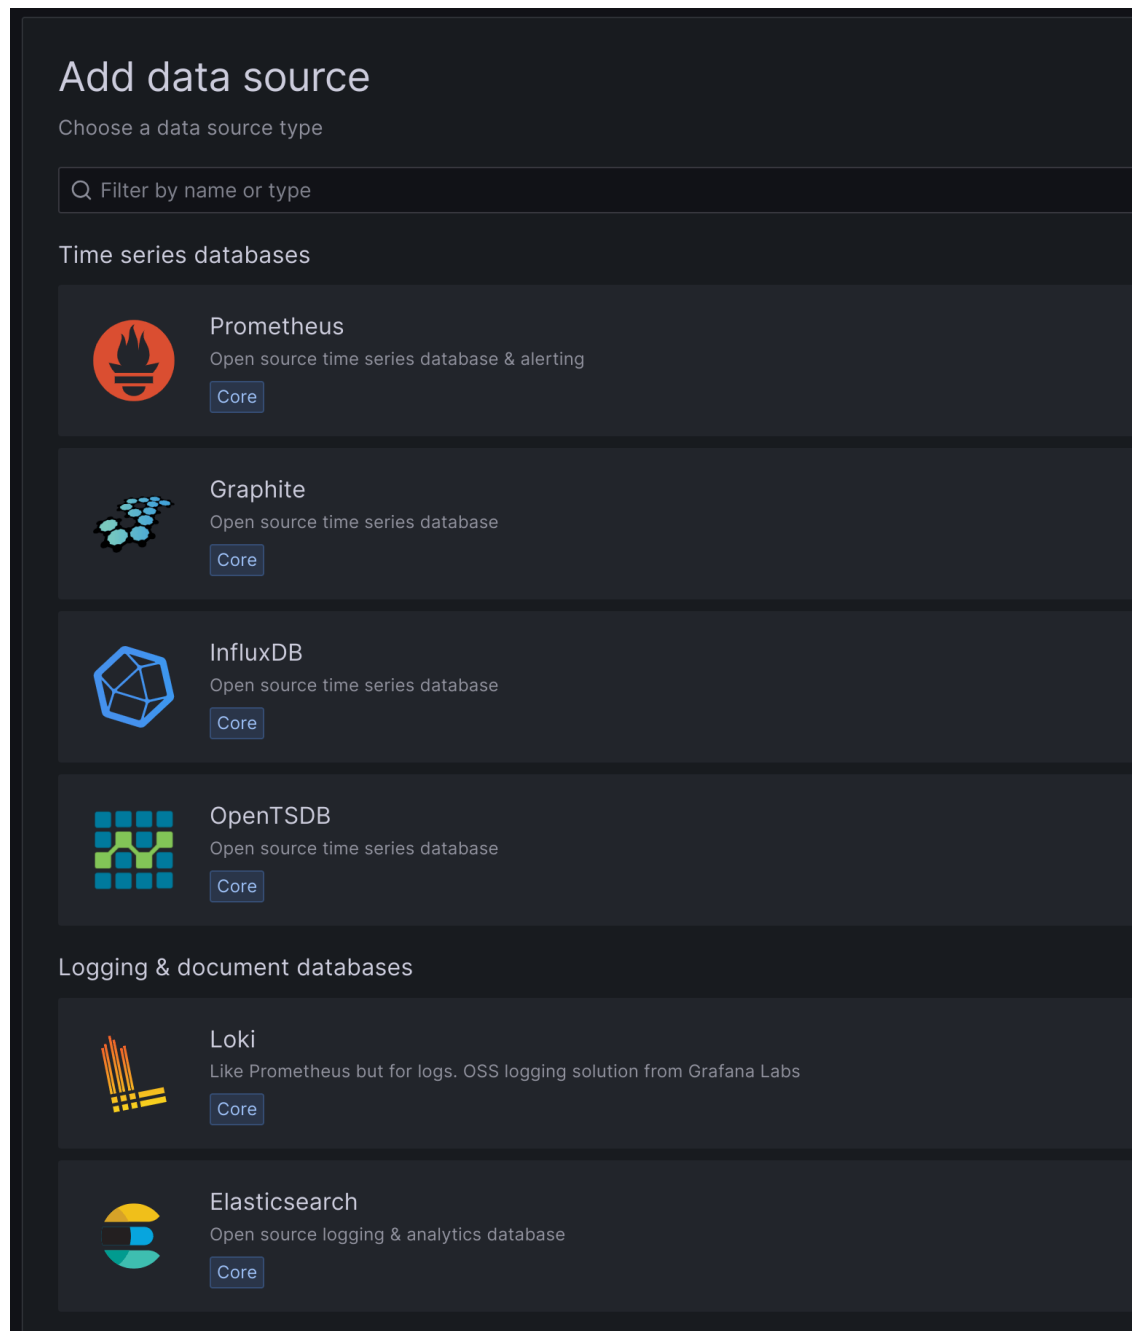 Add data source
Choose a data source type
Filter by name or type
Time series databases
Prometheus
Open source time series database & alerting
Core
Graphite
Open source time series database
Core
InfluxDB
Open source time series database
Core
OpenTSDB
Open source time series database
Core
Logging & document databases
Loki
Like Prometheus but for logs. OSS logging solution from Grafana Labs
Core
Elasticsearch
Open source logging & analytics database
Core